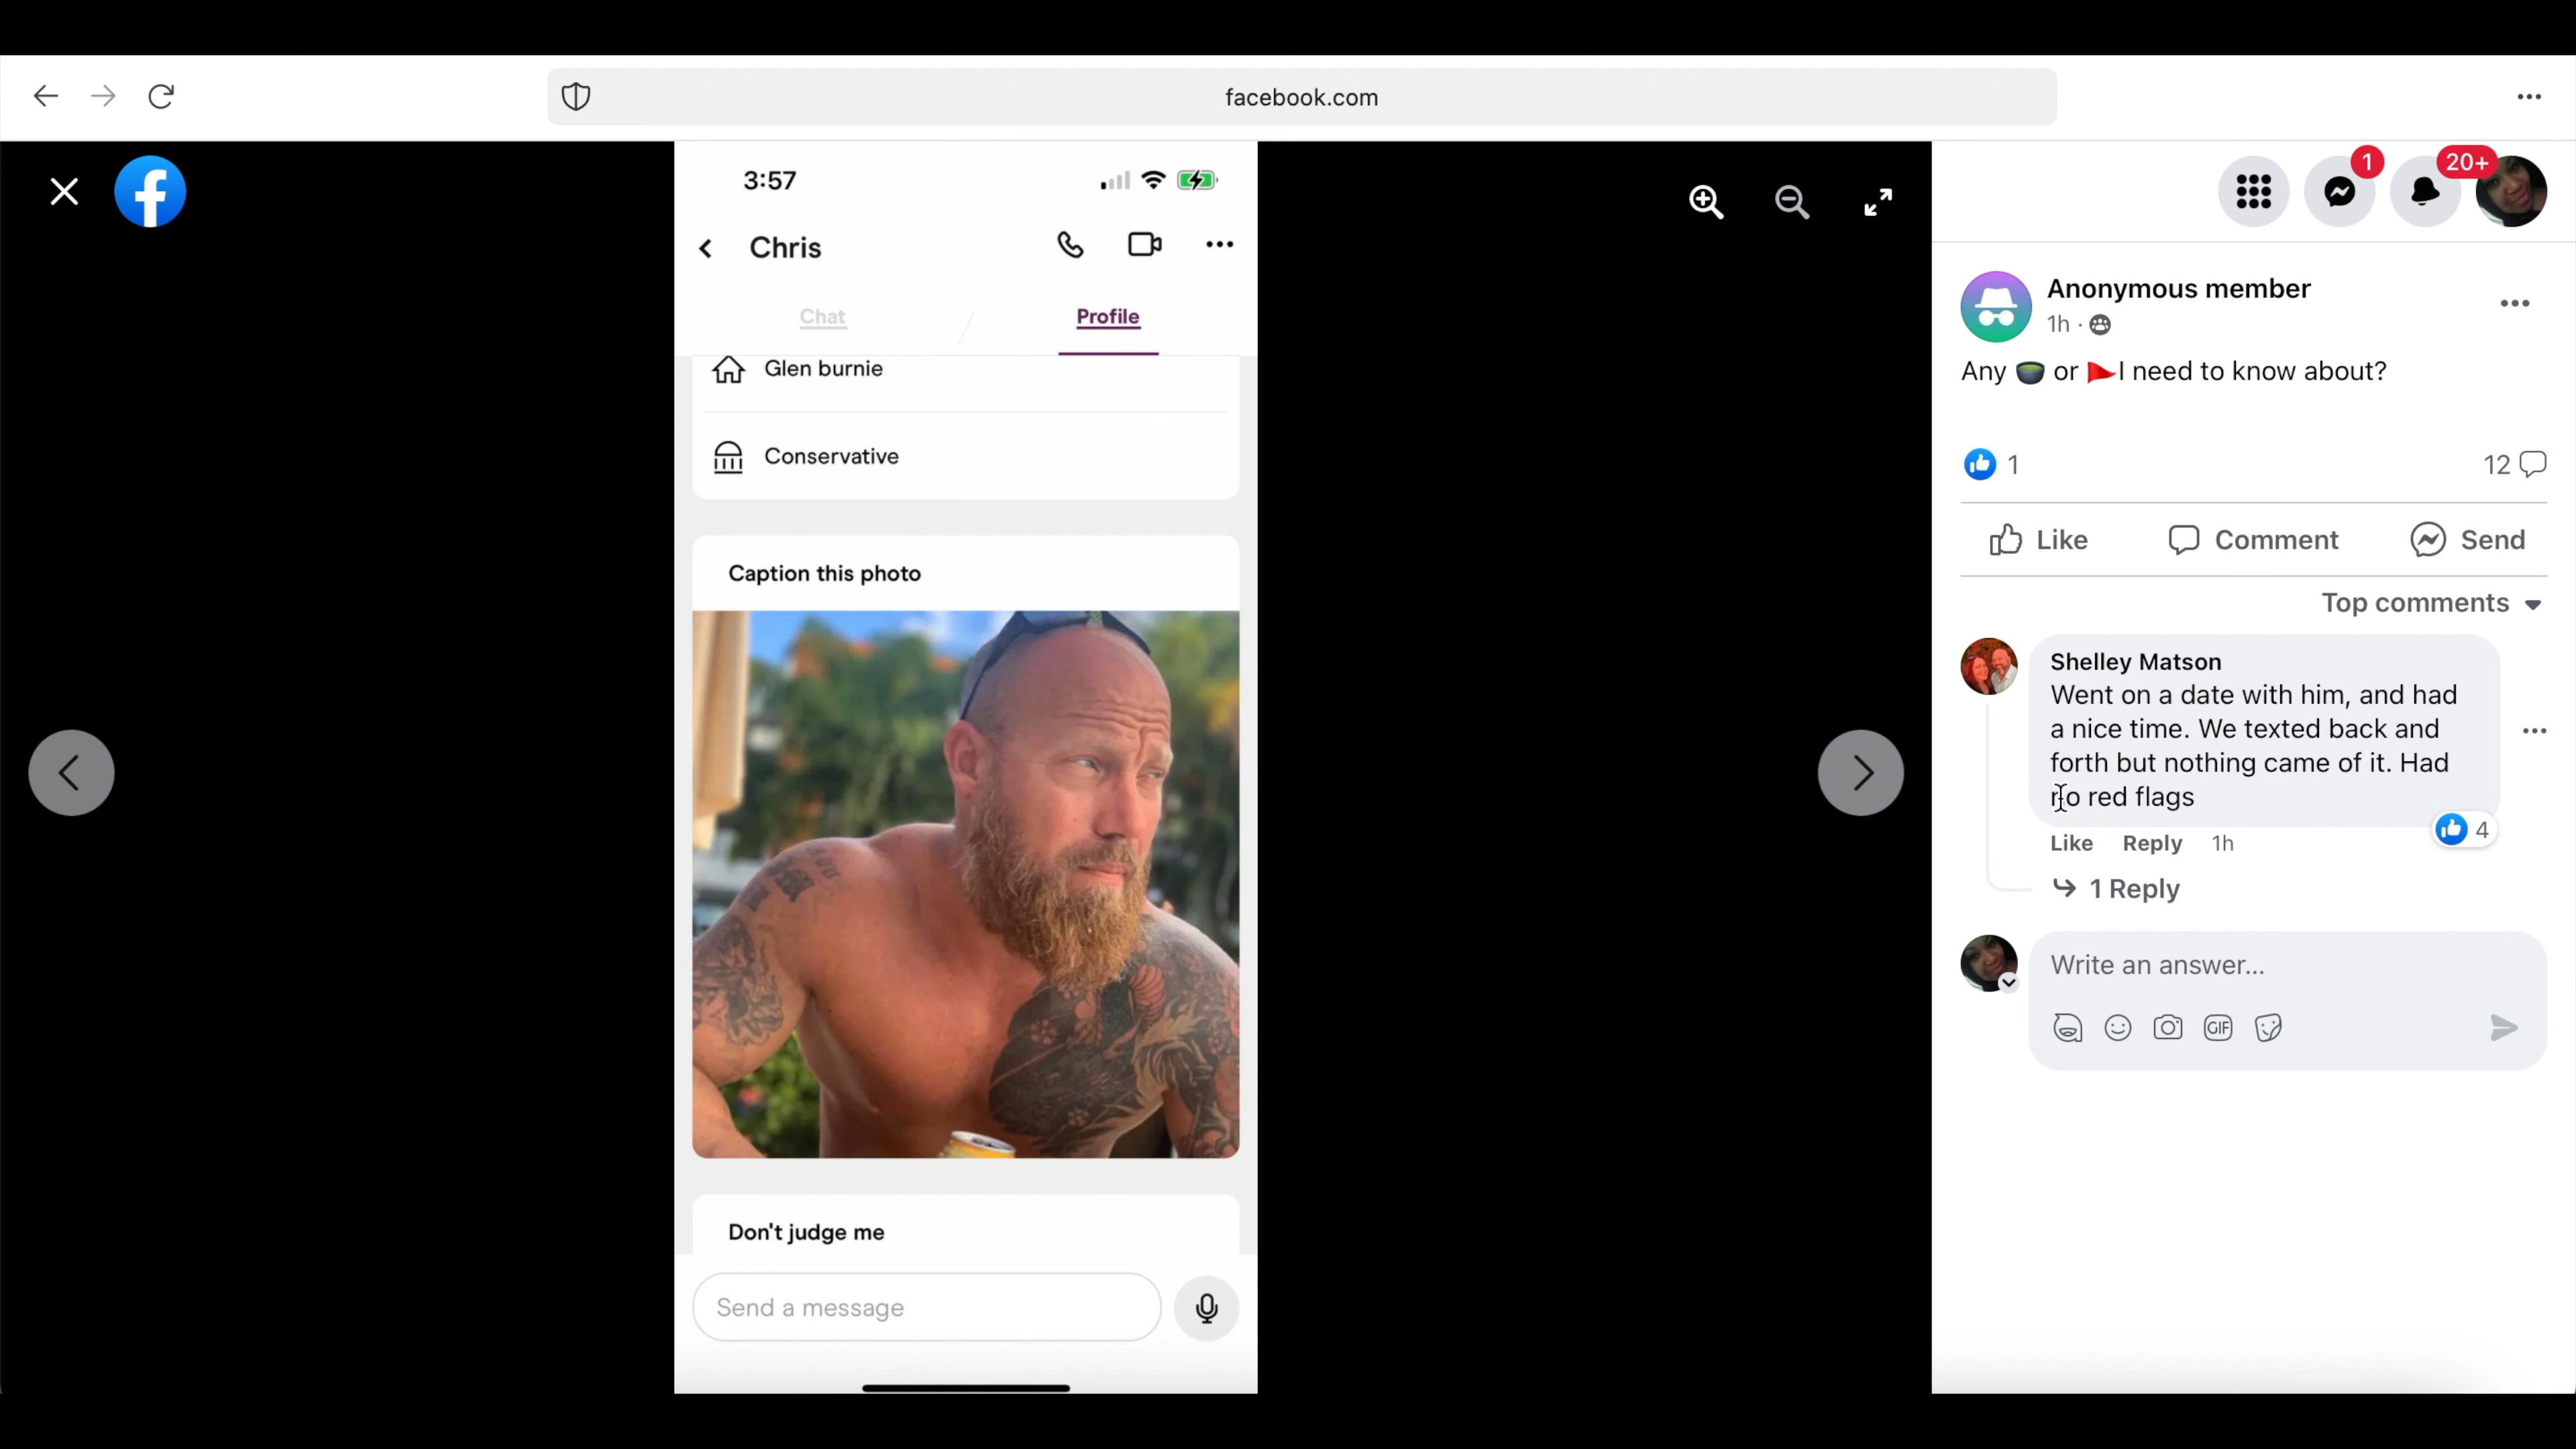 facebook.com
3:57
Chris
Chat
Profile
Glen burnie
Conservative
Caption this photo
Don't judge me
Send a message
1
20+
Anonymous member
1h ·
Any 🍵 or 🚩I need to know about?
1
12
Like
Comment
Send
Top comments
Shelley Matson
Went on a date with him, and had
a nice time. We texted back and
forth but nothing came of it. Had
no red flags
4
Like Reply 1h
1 Reply
Write an answer...
GIF